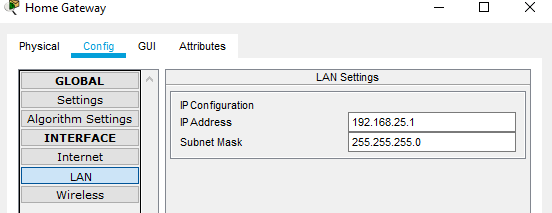 Home Gateway
Physical Config GUI Attributes
GLOBAL
Settings
Algorithm Settings
INTERFACE
Internet
LAN
Wireless
LAN Settings
IP Configuration
IP Address 192.168.25.1
Subnet Mask 255.255.255.0